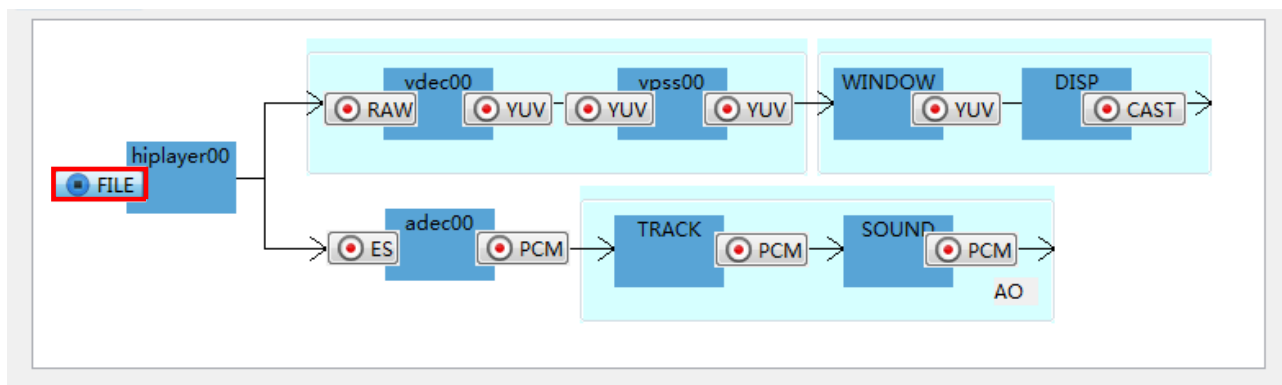 vdec00
vpss00
WINDOW
DISP
RAW
YUV
YUV
YUV
YUV
CAST
hiplayer00
FILE
adec00
TRACK
SOUND
ES
PCM
PCM
PCM
AO